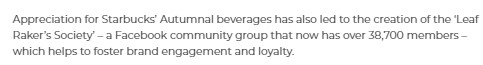 Appreciation for Starbucks’ Autumnal beverages has also led to the creation of the ‘Leaf
Raker’s Society’ – a Facebook community group that now has over 38,700 members –
which helps to foster brand engagement and loyalty.